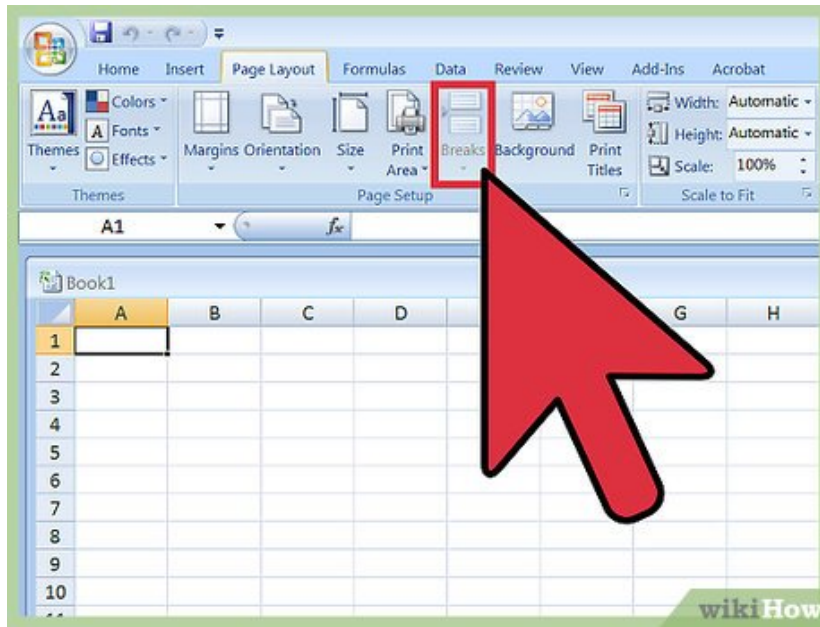 Home Insert Page Layout Formulas Data Review View Add-Ins Acrobat
Aa Colors Width: Automatic
A Fonts Height: Automatic
Themes Effects Margins Orientation Size Print Area Breaks Background Print Titles Scale: 100%
Themes Page Setup Scale to Fit
A1 fx
Book1
A B C D G H
1
2
3
4
5
6
7
8
9
10
wikiHow